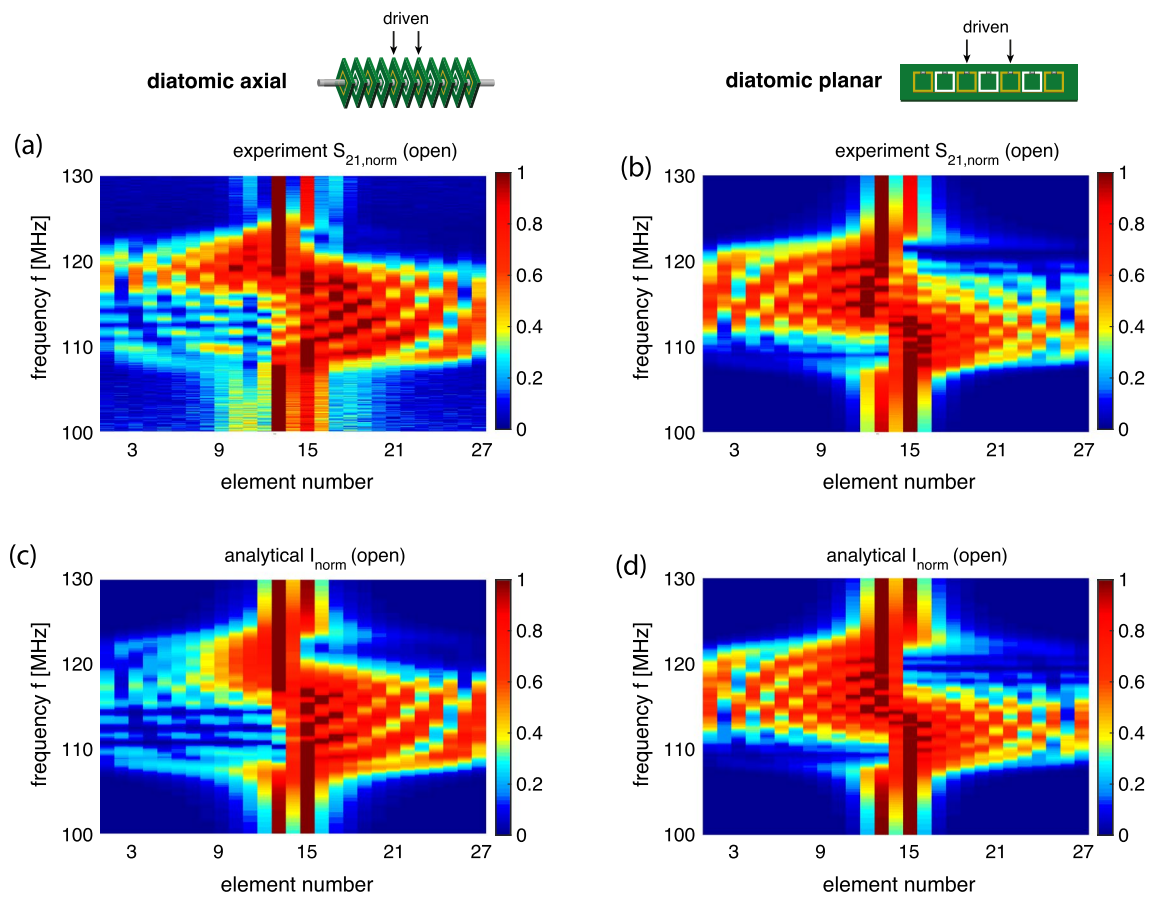 driven
diatomic axial
driven
diatomic planar
(a)
experiment S21,norm (open)
130
120
110
100
frequency f [MHz]
3 9 15 21 27
element number
1
0.8
0.6
0.4
0.2
0
(b)
experiment S21,norm (open)
130
120
110
100
frequency f [MHz]
3 9 15 21 27
element number
1
0.8
0.6
0.4
0.2
0
(c)
analytical Inorm (open)
130
120
110
100
frequency f [MHz]
3 9 15 21 27
element number
1
0.8
0.6
0.4
0.2
0
(d)
analytical Inorm (open)
130
120
110
100
frequency f [MHz]
3 9 15 21 27
element number
1
0.8
0.6
0.4
0.2
0